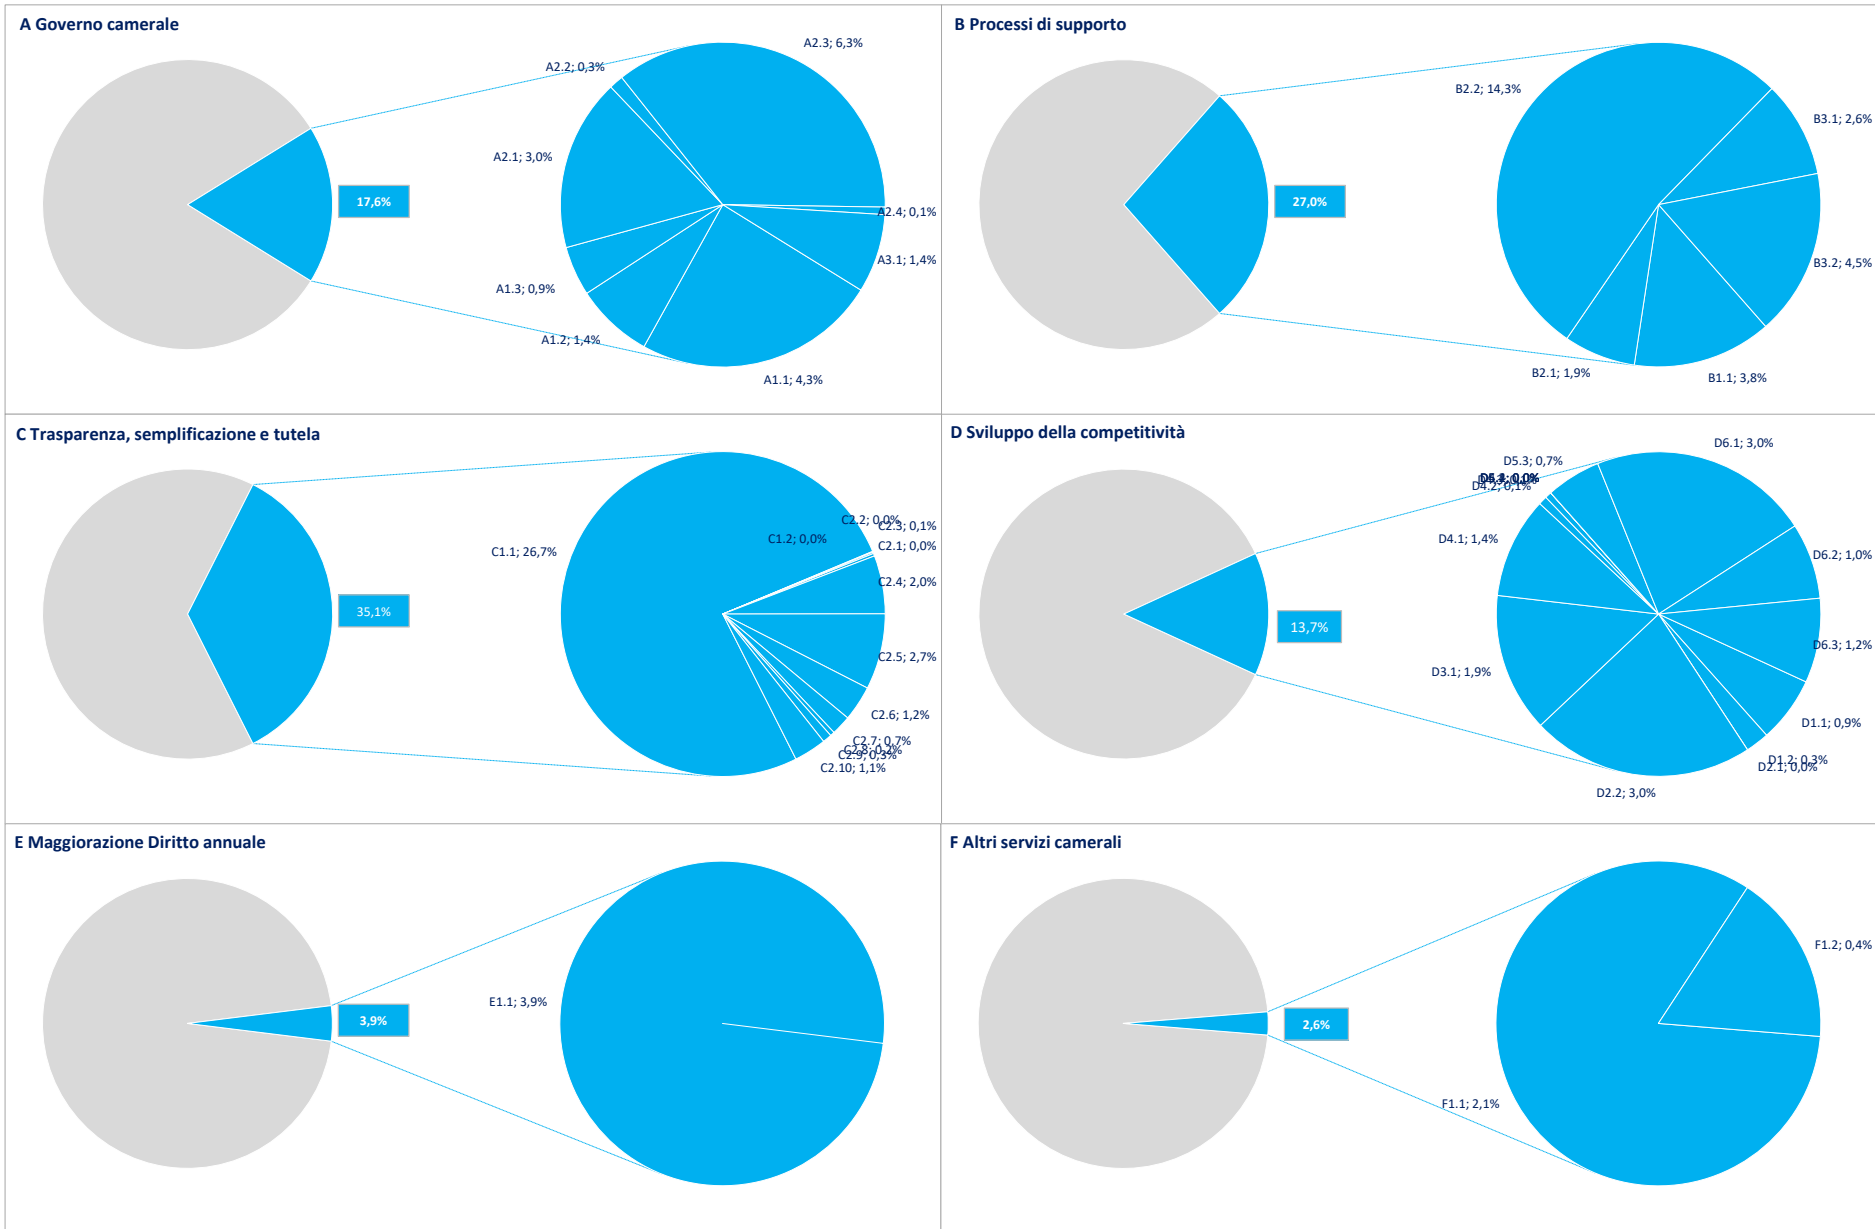 A Governo camerale
A2.3; 6,3%
A2.2; 0,3%
A2.1; 3,0%
17,6%
A2.4; 0,1%
A3.1; 1,4%
A1.3; 0,9%
A1.2; 1,4%
A1.1; 4,3%
B Processi di supporto
B2.2; 14,3%
B3.1; 2,6%
27,0%
B3.2; 4,5%
B2.1; 1,9%
B1.1; 3,8%
C Trasparenza, semplificazione e tutela
C2.2; 0,0%
C2.3; 0,1%
C1.2; 0,0%
C2.1; 0,0%
C1.1; 26,7%
C2.4; 2,0%
35,1%
C2.5; 2,7%
C2.6; 1,2%
C2.7; 0,7%
C2.8; 0,2%
C2.9; 0,3%
C2.10; 1,1%
D Sviluppo della competitività
D6.1; 3,0%
D5.3; 0,7%
D4.2; 0,1%
D4.1; 1,4%
D6.2; 1,0%
13,7%
D6.3; 1,2%
D3.1; 1,9%
D1.1; 0,9%
D1.2; 0,3%
D2.1; 0,0%
D2.2; 3,0%
E Maggiorazione Diritto annuale
E1.1; 3,9%
3,9%
F Altri servizi camerali
F1.2; 0,4%
2,6%
F1.1; 2,1%